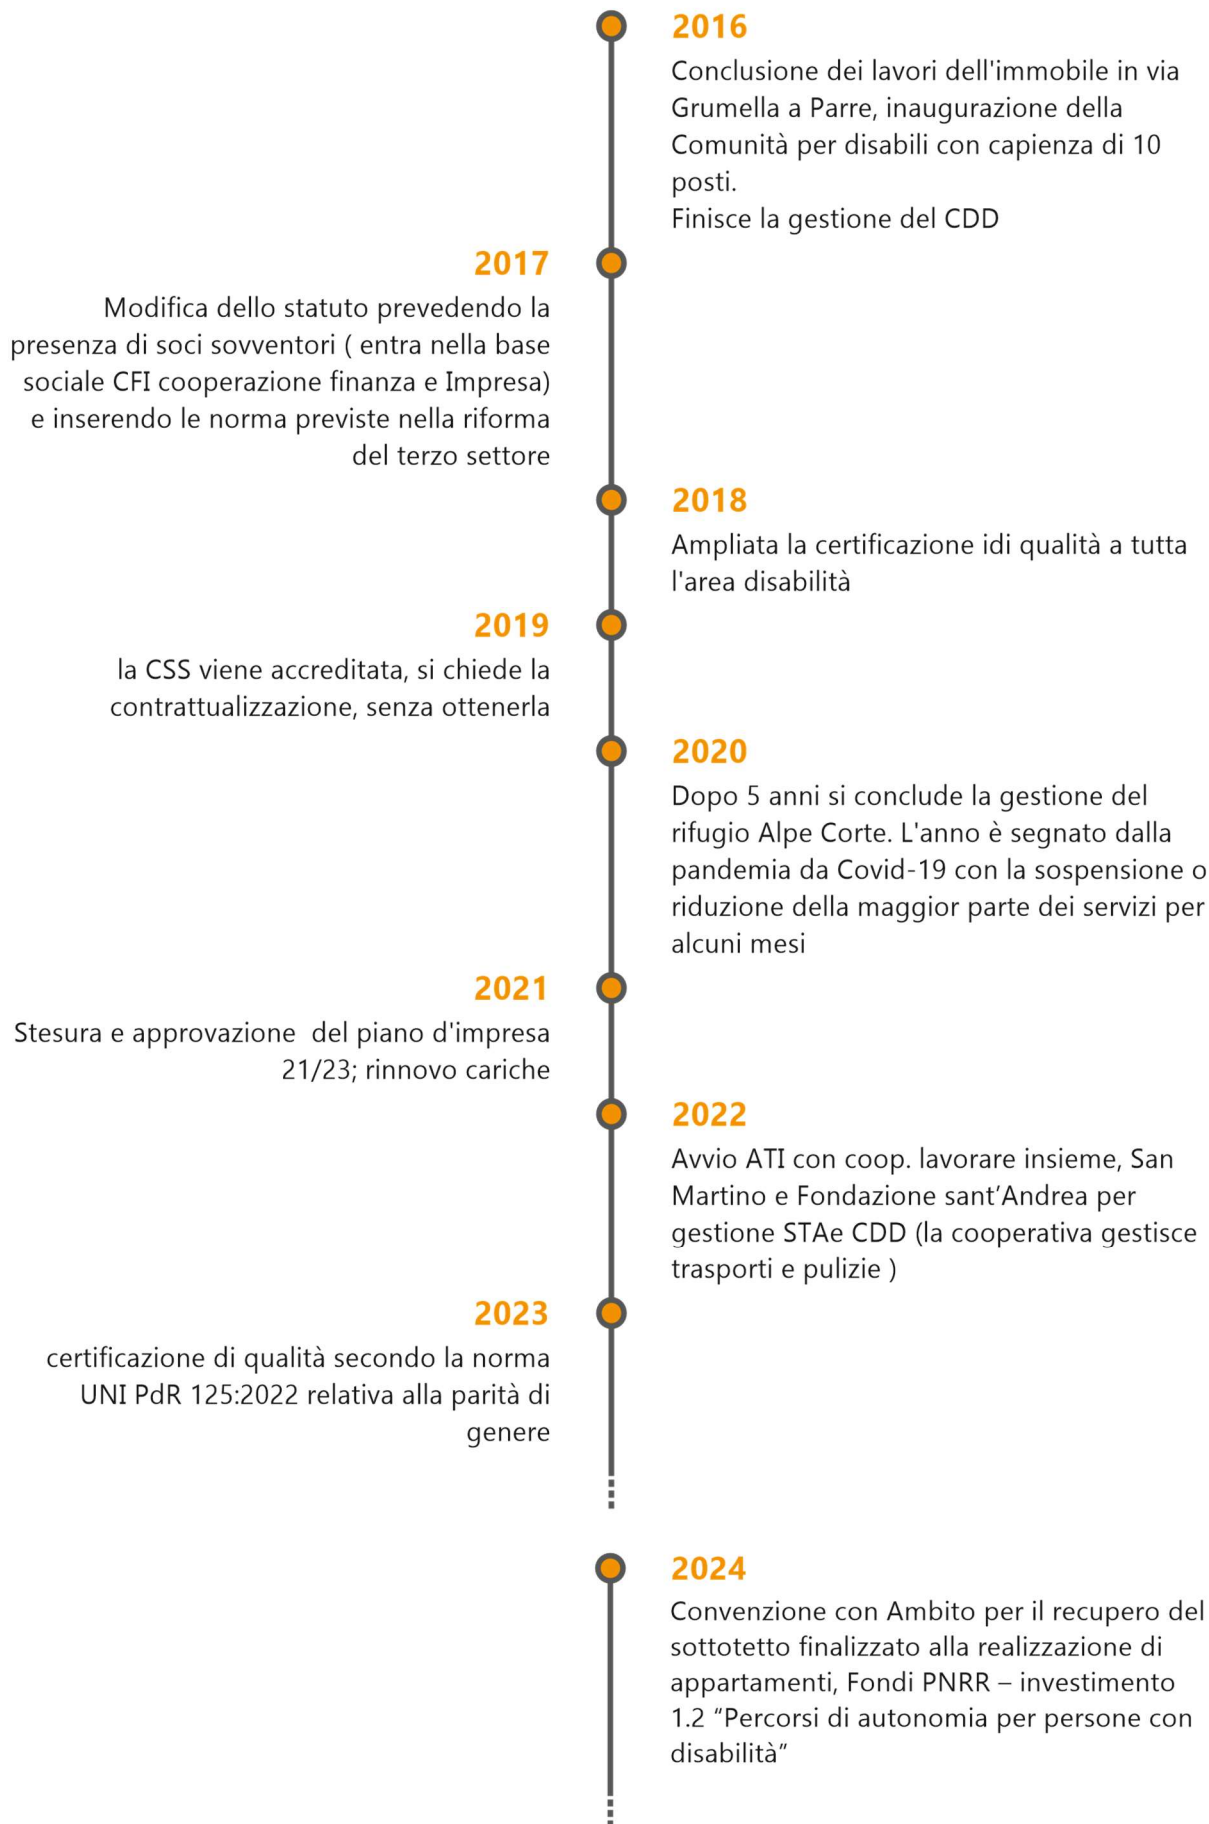 2016
Conclusione dei lavori dell'immobile in via
Grumella a Parre, inaugurazione della
Comunità per disabili con capienza di 10
posti.
Finisce la gestione del CDD
2017
Modifica dello statuto prevedendo la
presenza di soci sovventori ( entra nella base
sociale CFI cooperazione finanza e Impresa)
e inserendo le norma previste nella riforma
del terzo settore
2018
Ampliata la certificazione idi qualità a tutta
l'area disabilità
2019
la CSS viene accreditata, si chiede la
contrattualizzazione, senza ottenerla
2020
Dopo 5 anni si conclude la gestione del
rifugio Alpe Corte. L'anno è segnato dalla
pandemia da Covid-19 con la sospensione o
riduzione della maggior parte dei servizi per
alcuni mesi
2021
Stesura e approvazione  del piano d'impresa
21/23; rinnovo cariche
2022
Avvio ATI con coop. lavorare insieme, San
Martino e Fondazione sant’Andrea per
gestione STAe CDD (la cooperativa gestisce
trasporti e pulizie )
2023
certificazione di qualità secondo la norma
UNI PdR 125:2022 relativa alla parità di
genere
2024
Convenzione con Ambito per il recupero del
sottotetto finalizzato alla realizzazione di
appartamenti, Fondi PNRR – investimento
1.2 “Percorsi di autonomia per persone con
disabilità”